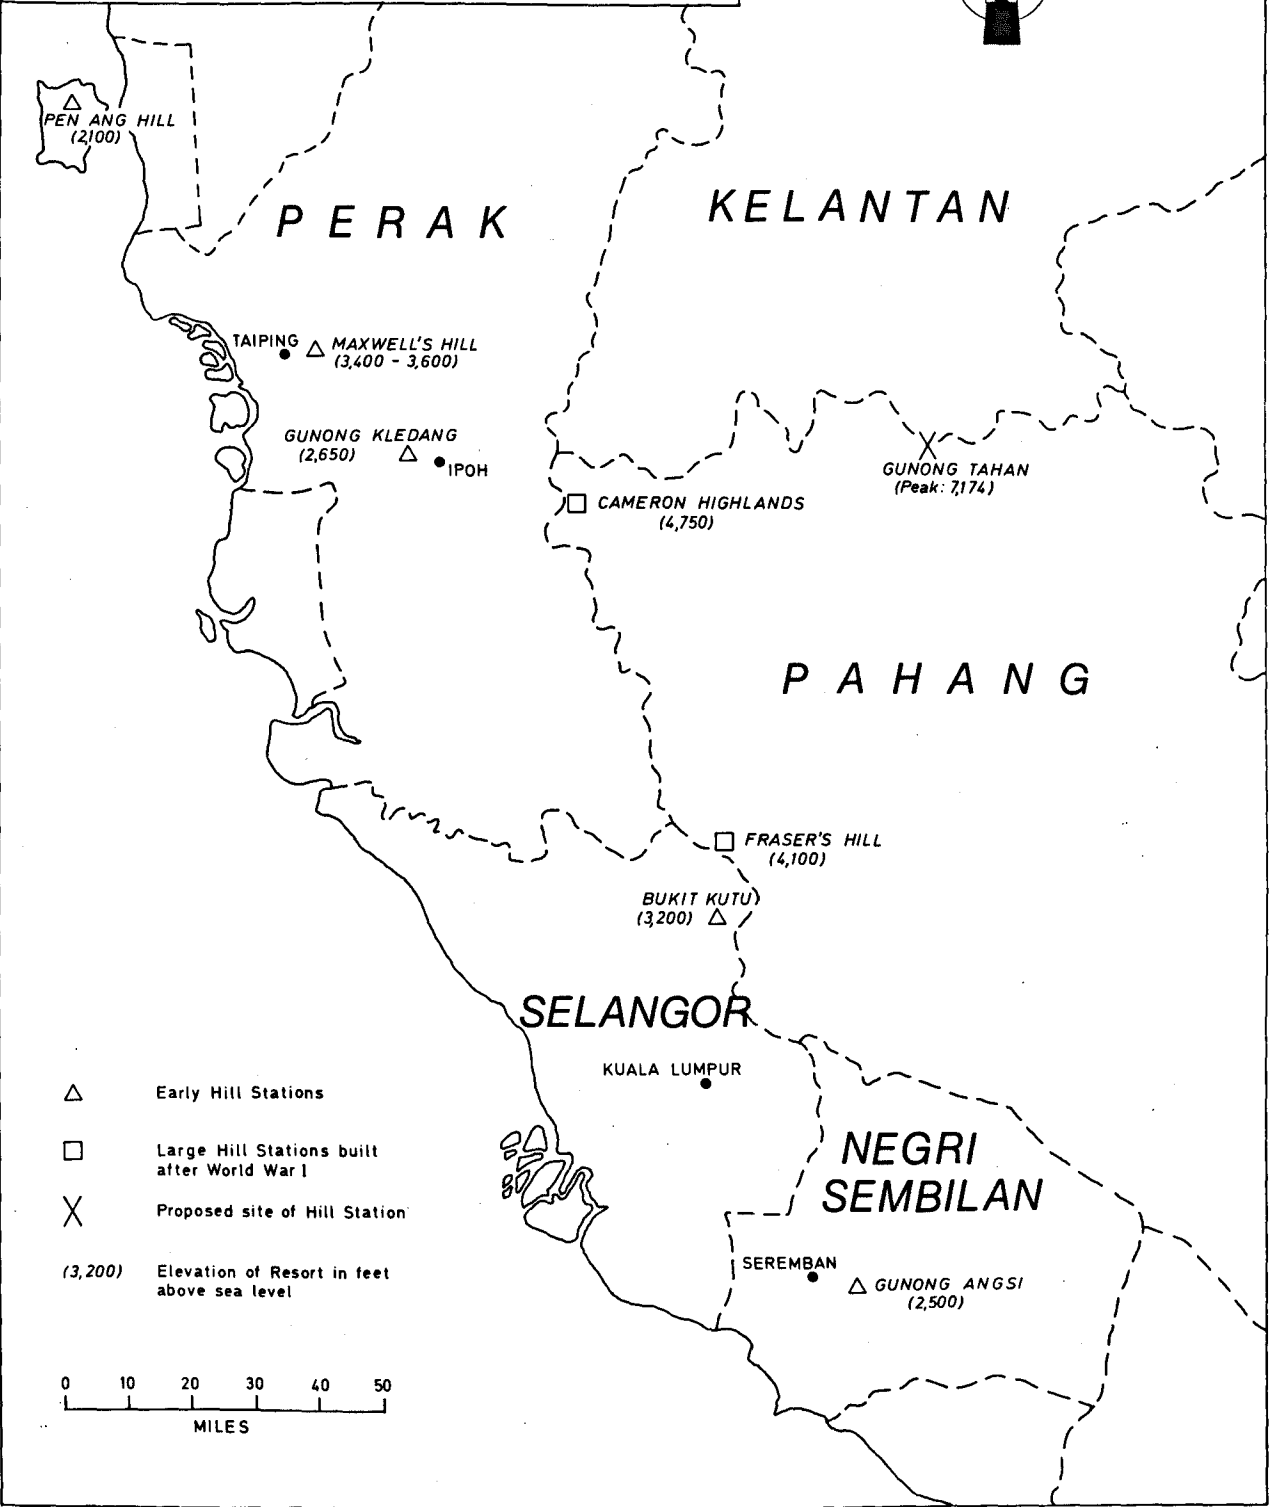 PEN ANG HILL
(2,100)
PERAK
KELANTAN
TAIPING
MAXWELL'S HILL
(3,400 - 3,600)
GUNONG KLEDANG
(2,650)
IPOH
GUNONG TAHAN
(Peak: 7,174)
CAMERON HIGHLANDS
(4,750)
PAHANG
FRASER'S HILL
(4,100)
BUKIT KUTU
(3,200)
SELANGOR
KUALA LUMPUR
NEGRI
SEMBILAN
SEREMBAN
GUNONG ANGSI
(2,500)
Early Hill Stations
Large Hill Stations built
after World War I
Proposed site of Hill Station
(3,200) Elevation of Resort in feet
above sea level
0 10 20 30 40 50
MILES